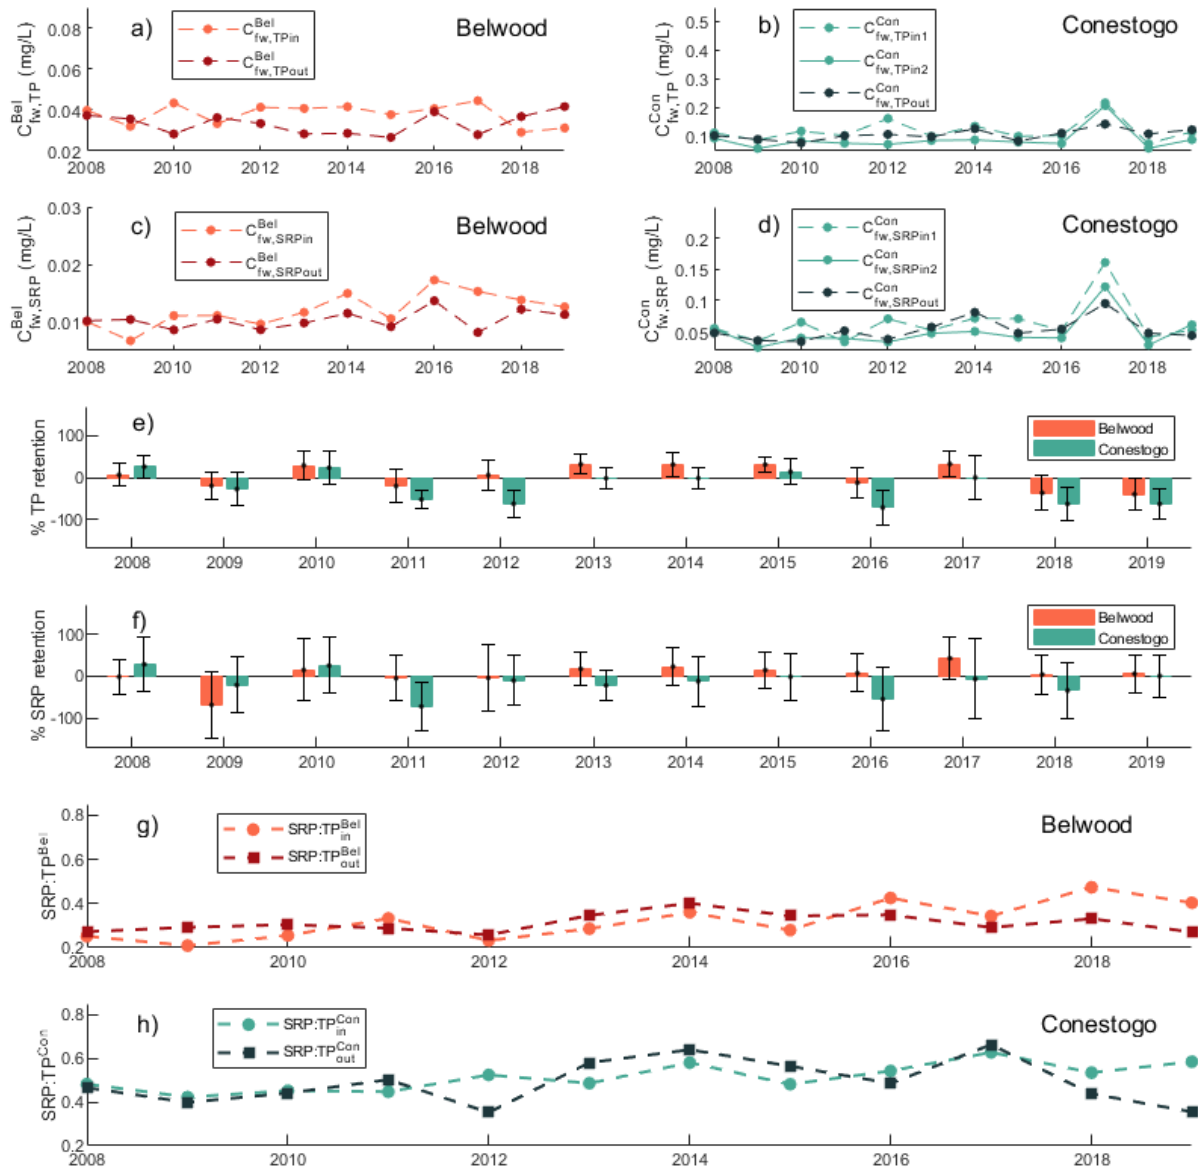 a)
Belwood
C^Bel_fw,TPin
C^Bel_fw,TPout
C^Bel_fw,TP (mg/L)
0.08
0.06
0.04
0.02
2008 2010 2012 2014 2016 2018
b)
Conestogo
C^Con_fw,TPin1
C^Con_fw,TPin2
C^Con_fw,TPout
C^Con_fw,TP (mg/L)
0.5
0.4
0.3
0.2
0.1
2008 2010 2012 2014 2016 2018
c)
Belwood
C^Bel_fw,SRPin
C^Bel_fw,SRPout
C^Bel_fw,SRP (mg/L)
0.03
0.02
0.01
2008 2010 2012 2014 2016 2018
d)
Conestogo
C^Con_fw,SRPin1
C^Con_fw,SRPin2
C^Con_fw,SRPout
C^Con_fw,SRP (mg/L)
0.2
0.15
0.1
0.05
2008 2010 2012 2014 2016 2018
e)
Belwood
Conestogo
% TP retention
100
0
-100
2008 2009 2010 2011 2012 2013 2014 2015 2016 2017 2018 2019
f)
Belwood
Conestogo
% SRP retention
100
0
-100
2008 2009 2010 2011 2012 2013 2014 2015 2016 2017 2018 2019
g)
Belwood
SRP:TP^Bel_in
SRP:TP^Bel_out
SRP:TP^Bel
0.8
0.6
0.4
0.2
2008 2010 2012 2014 2016 2018
h)
Conestogo
SRP:TP^Con_in
SRP:TP^Con_out
SRP:TP^Con
0.8
0.6
0.4
0.2
2008 2010 2012 2014 2016 2018